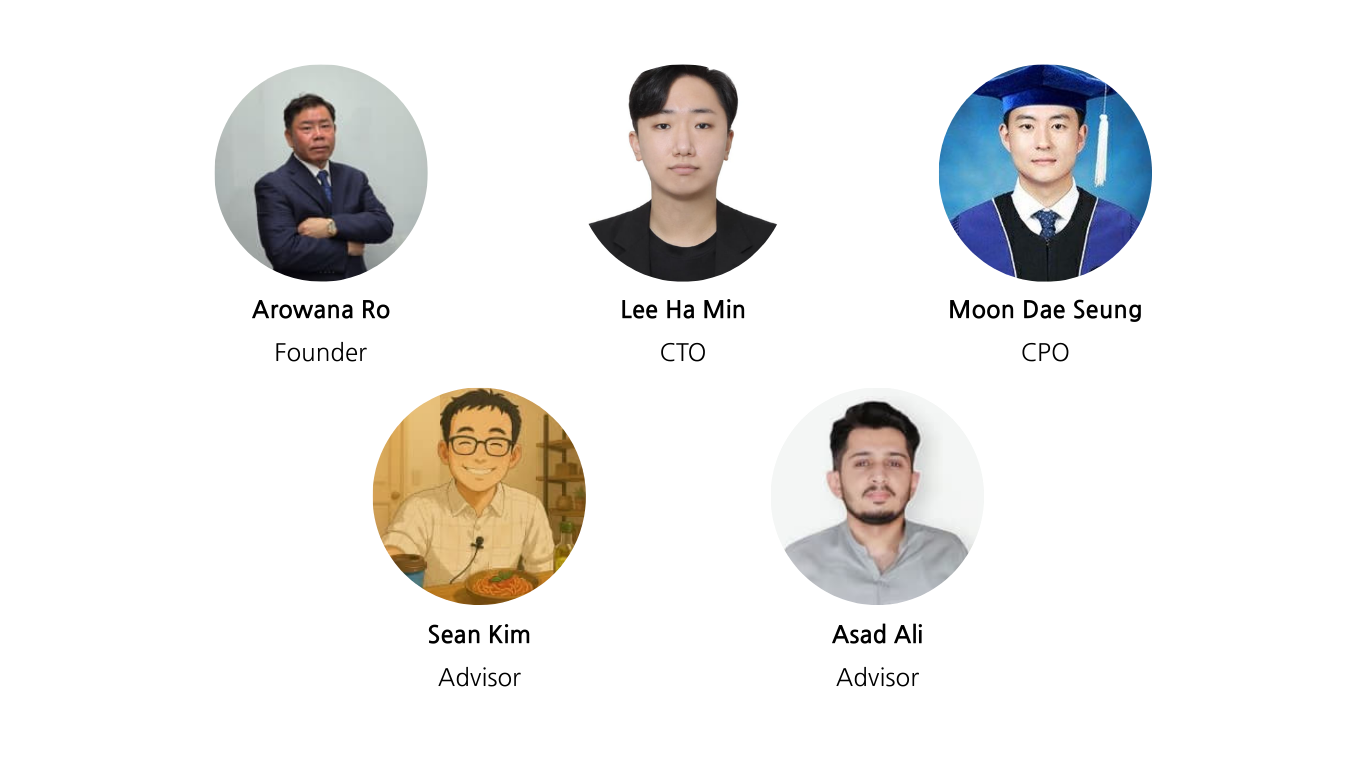 Arowana Ro
Founder
Lee Ha Min
CTO
Moon Dae Seung
CPO
Sean Kim
Advisor
Asad Ali
Advisor